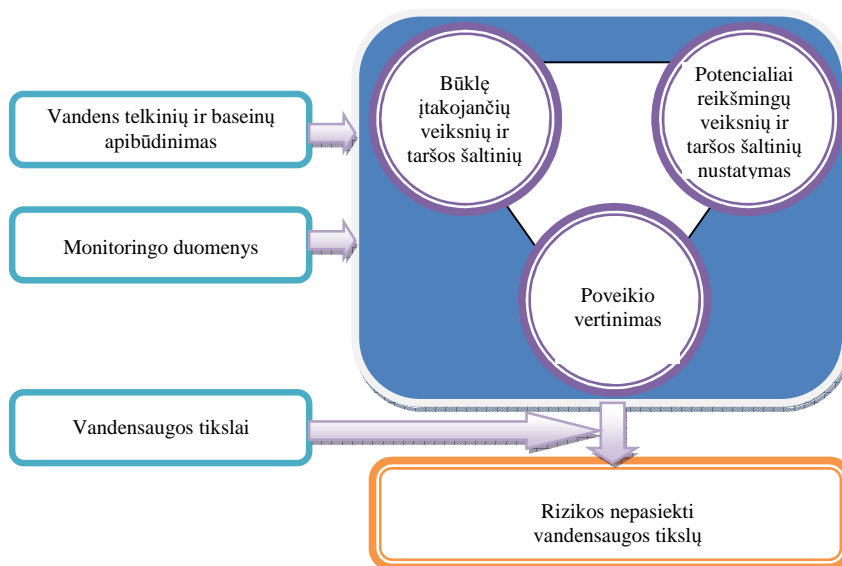 Vandens telkinių ir baseinų
apibūdinimas
Monitoringo duomenys
Vandensaugos tikslai
Būklę
įtakojančių
veiksnių ir
taršos šaltinių
Potencialiai
reikšmingų
veiksnių ir
taršos šaltinių
nustatymas
Poveikio
vertinimas
Rizikos nepasiekti
vandensaugos tikslų